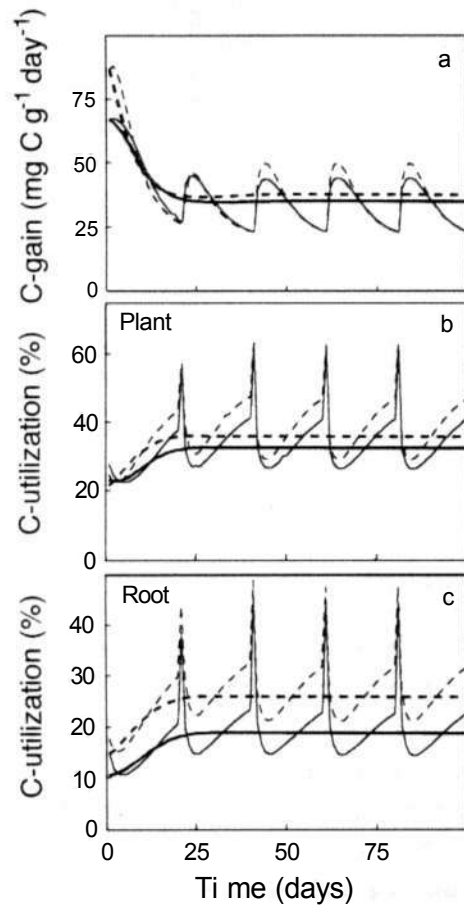 a
C-gain (mg C g⁻¹ day⁻¹)
75
50
25
0
Plant
b
C-utilization (%)
60
40
20
0
Root
c
C-utilization (%)
40
30
20
10
0
0
25
50
75
Ti me (days)